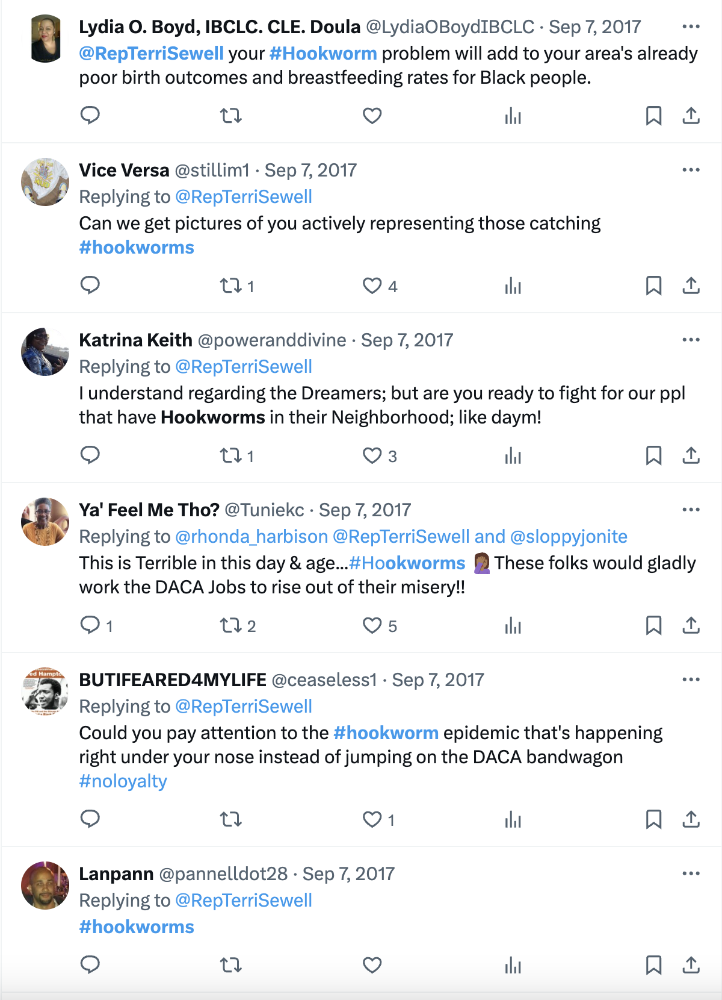 Lydia O. Boyd, IBCLC. CLE. Doula @LydiaOBoydIBCLC · Sep 7, 2017
@RepTerriSewell your #Hookworm problem will add to your area's already
poor birth outcomes and breastfeeding rates for Black people.
Vice Versa @stillim1 · Sep 7, 2017
Replying to @RepTerriSewell
Can we get pictures of you actively representing those catching
#hookworms
1 4
Katrina Keith @poweranddivine · Sep 7, 2017
Replying to @RepTerriSewell
I understand regarding the Dreamers; but are you ready to fight for our ppl
that have Hookworms in their Neighborhood; like daym!
1 3
Ya' Feel Me Tho? @Tuniekc · Sep 7, 2017
Replying to @rhonda_harbison @RepTerriSewell and @sloppyjonite
This is Terrible in this day & age...#Hookworms 🤦🏾‍♀️ These folks would gladly
work the DACA Jobs to rise out of their misery!!
1 2 5
ed Hampto
BUTIFEARED4MYLIFE @ceaseless1 · Sep 7, 2017
Replying to @RepTerriSewell
Could you pay attention to the #hookworm epidemic that's happening
right under your nose instead of jumping on the DACA bandwagon
#noloyalty
1
Lanpann @pannelldot28 · Sep 7, 2017
Replying to @RepTerriSewell
#hookworms